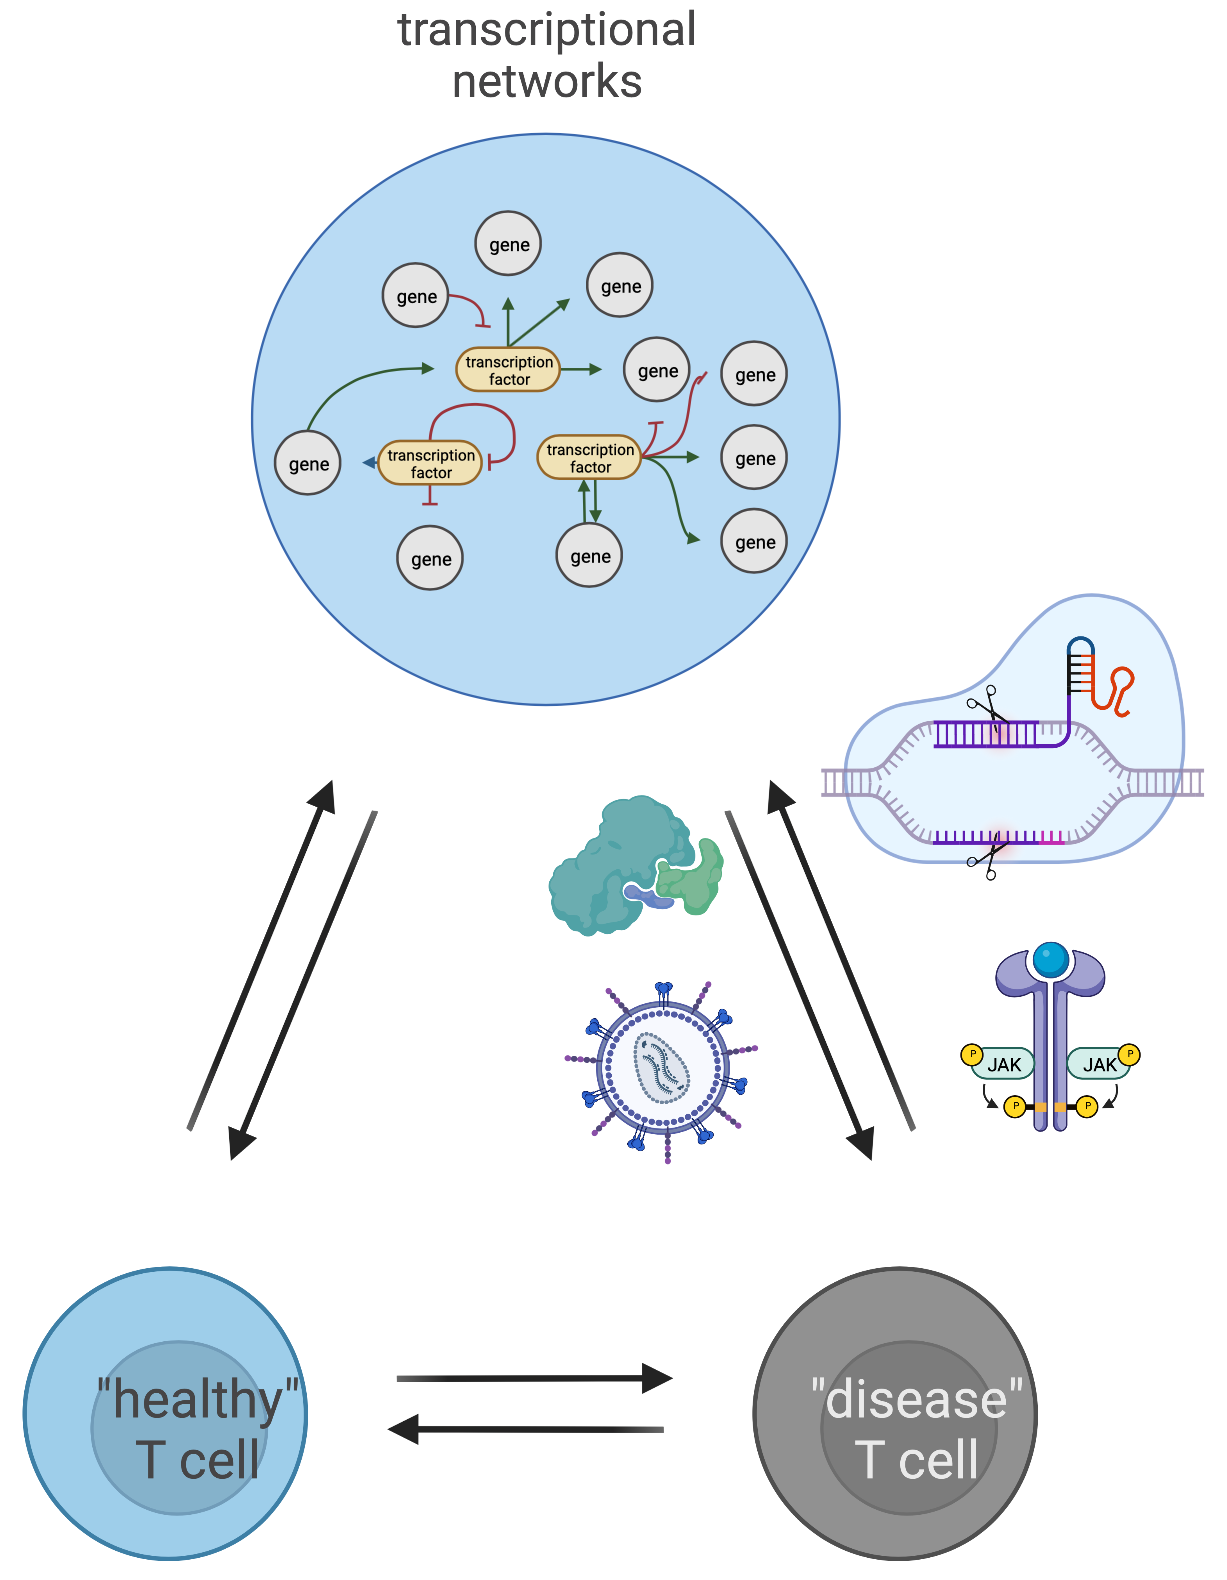 transcriptional
networks
gene
gene
gene
transcription
factor
gene
gene
gene
transcription
factor
transcription
factor
gene
gene
gene
gene
P
JAK
JAK
P
P
P
"healthy"
T cell
"disease"
T cell